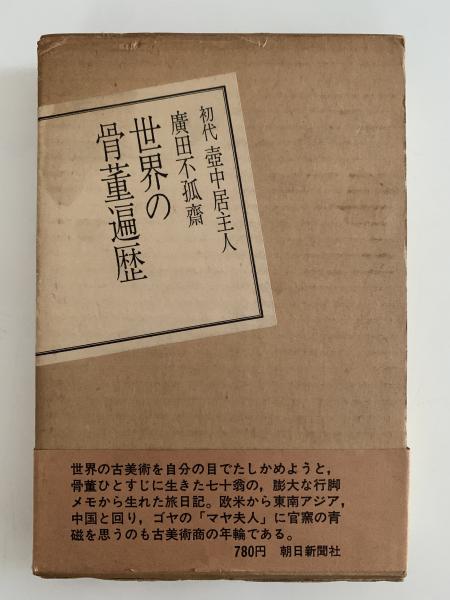 初代 壺中居主人
廣田不孤齋
世界の
骨董遍歴
世界の古美術を自分の目でたしかめようと，
骨董ひとすじに生きた七十翁の，膨大な行脚
メモから生れた旅日記。欧米から東南アジア，
中国と回り，ゴヤの「マヤ夫人」に官窯の青
磁を思うのも古美術商の年輪である。
780円 朝日新聞社